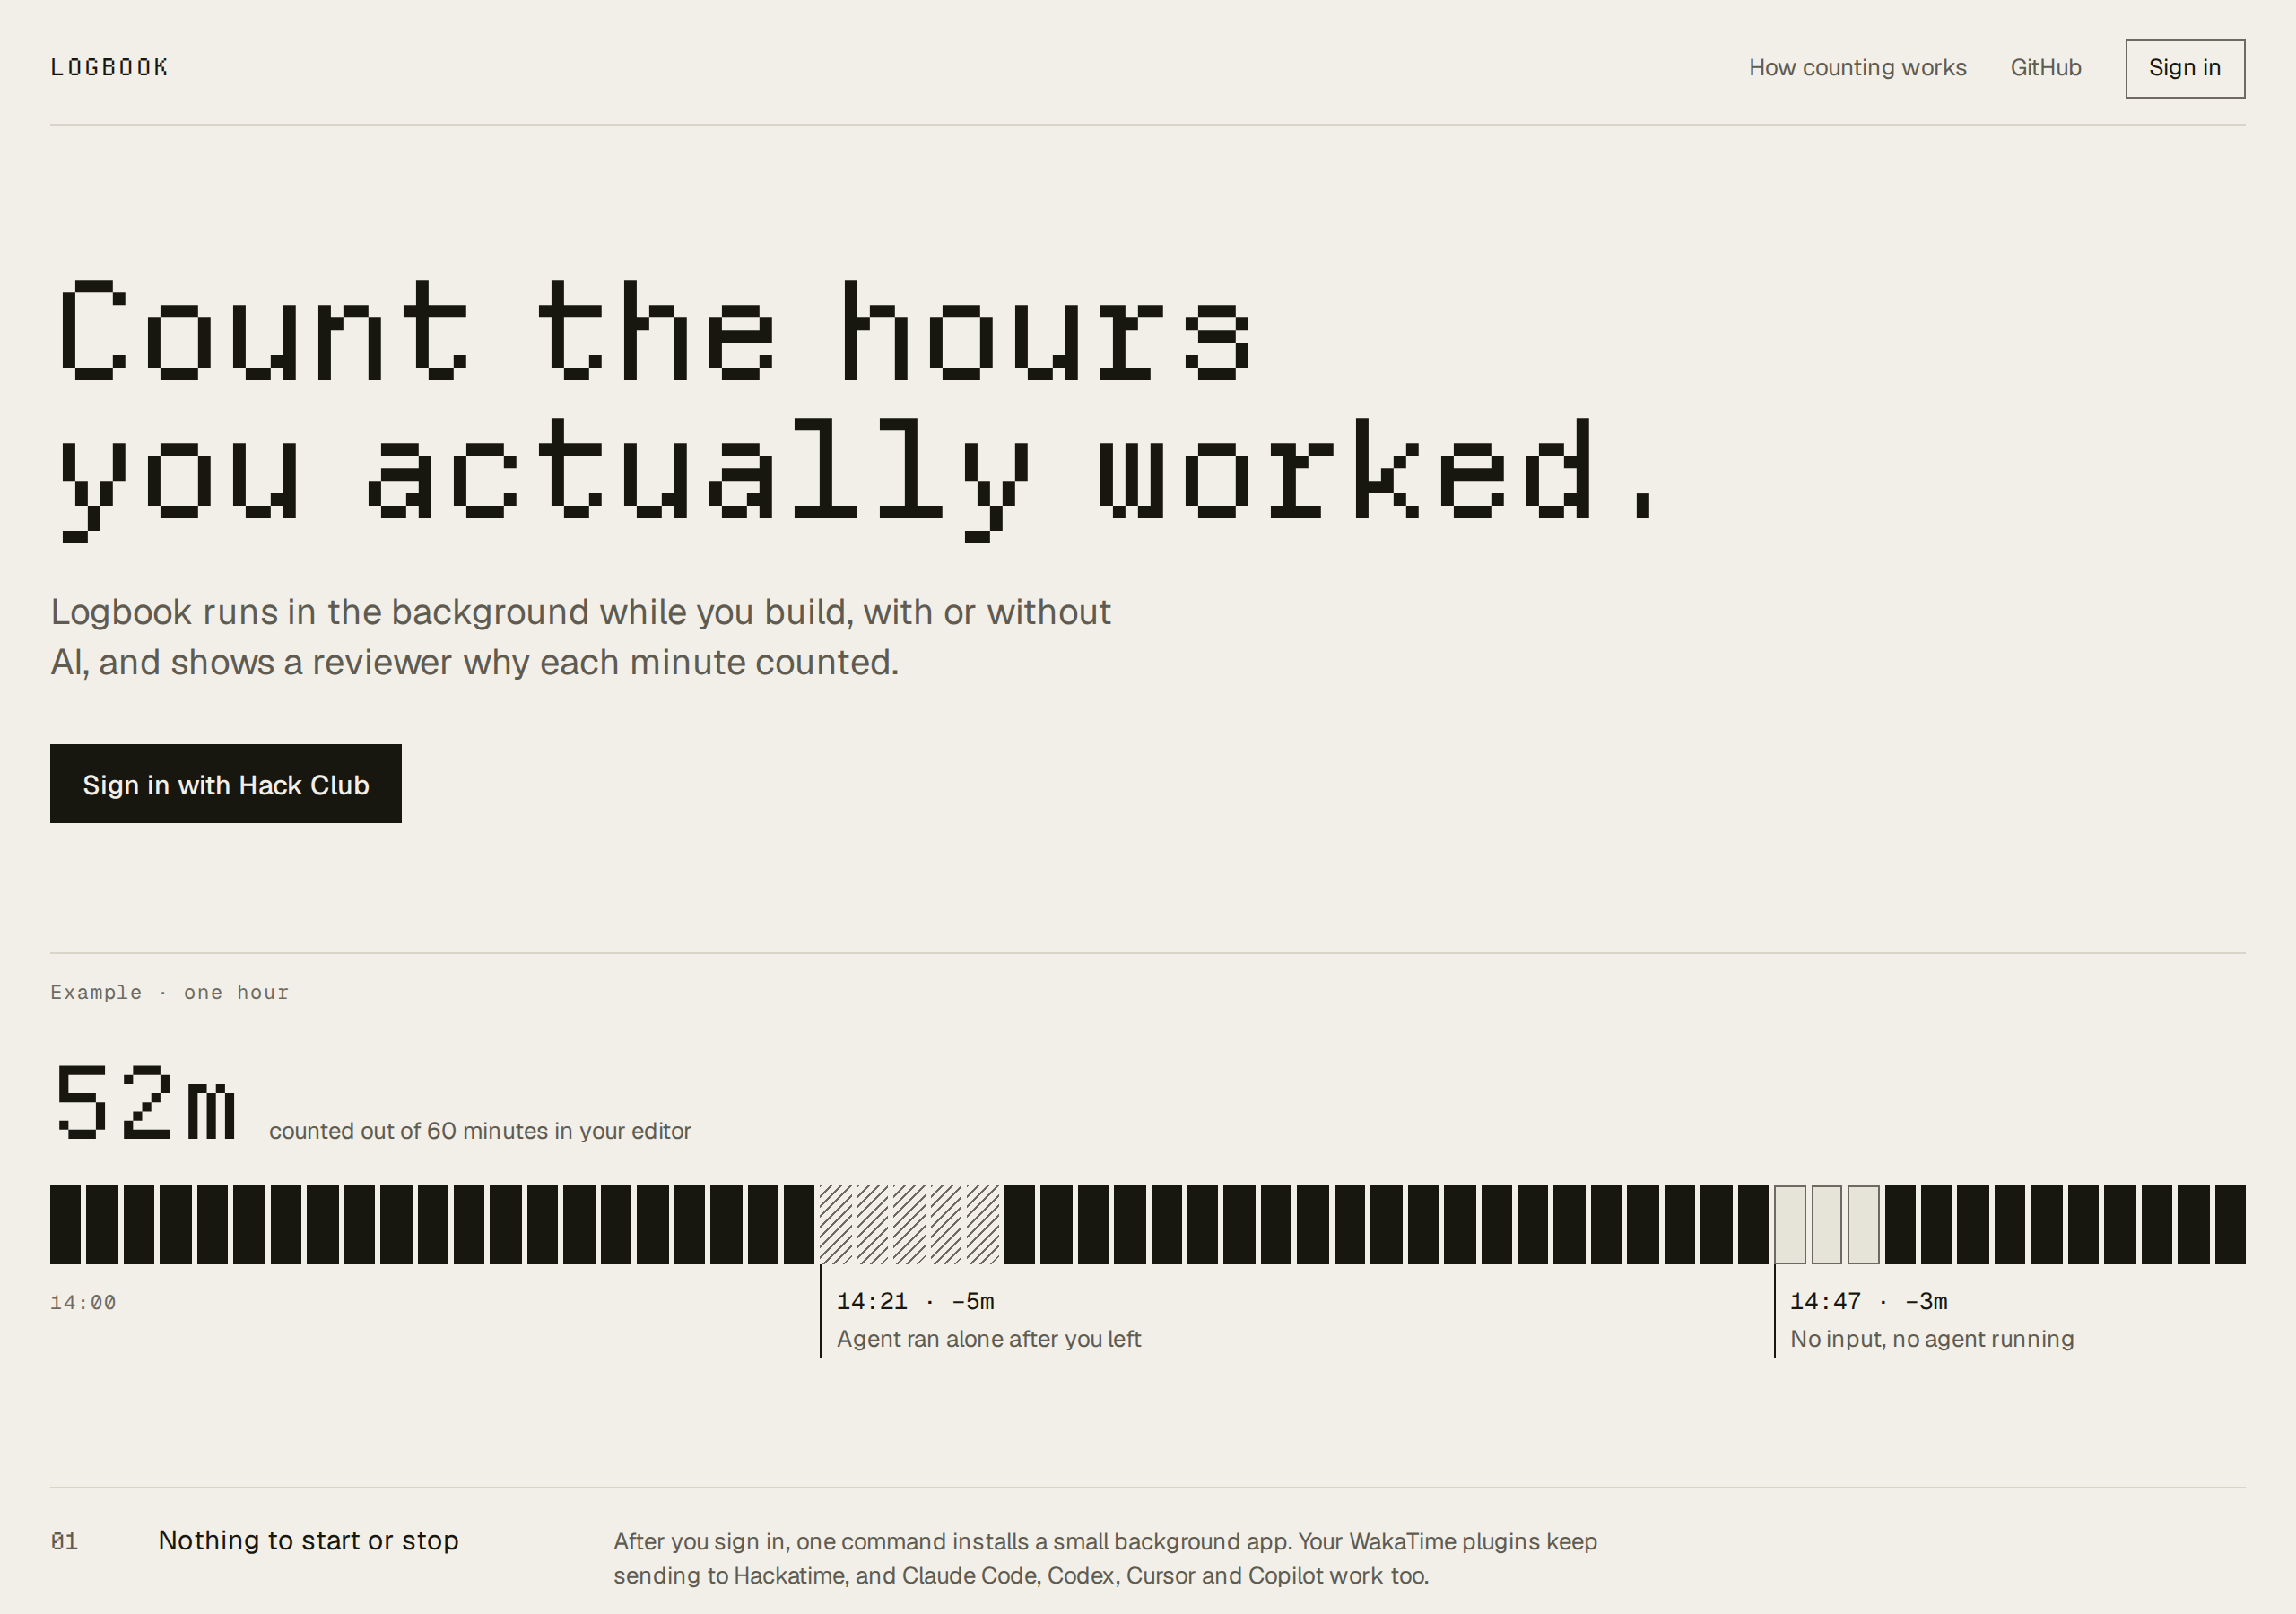 LOGBOOK
How counting works
GitHub
Sign in
Count the hours
you actually worked.
Logbook runs in the background while you build, with or without
AI, and shows a reviewer why each minute counted.
Sign in with Hack Club
Example · one hour
52m counted out of 60 minutes in your editor
14:00
14:21 · −5m
Agent ran alone after you left
14:47 · −3m
No input, no agent running
01
Nothing to start or stop
After you sign in, one command installs a small background app. Your WakaTime plugins keep
sending to Hackatime, and Claude Code, Codex, Cursor and Copilot work too.